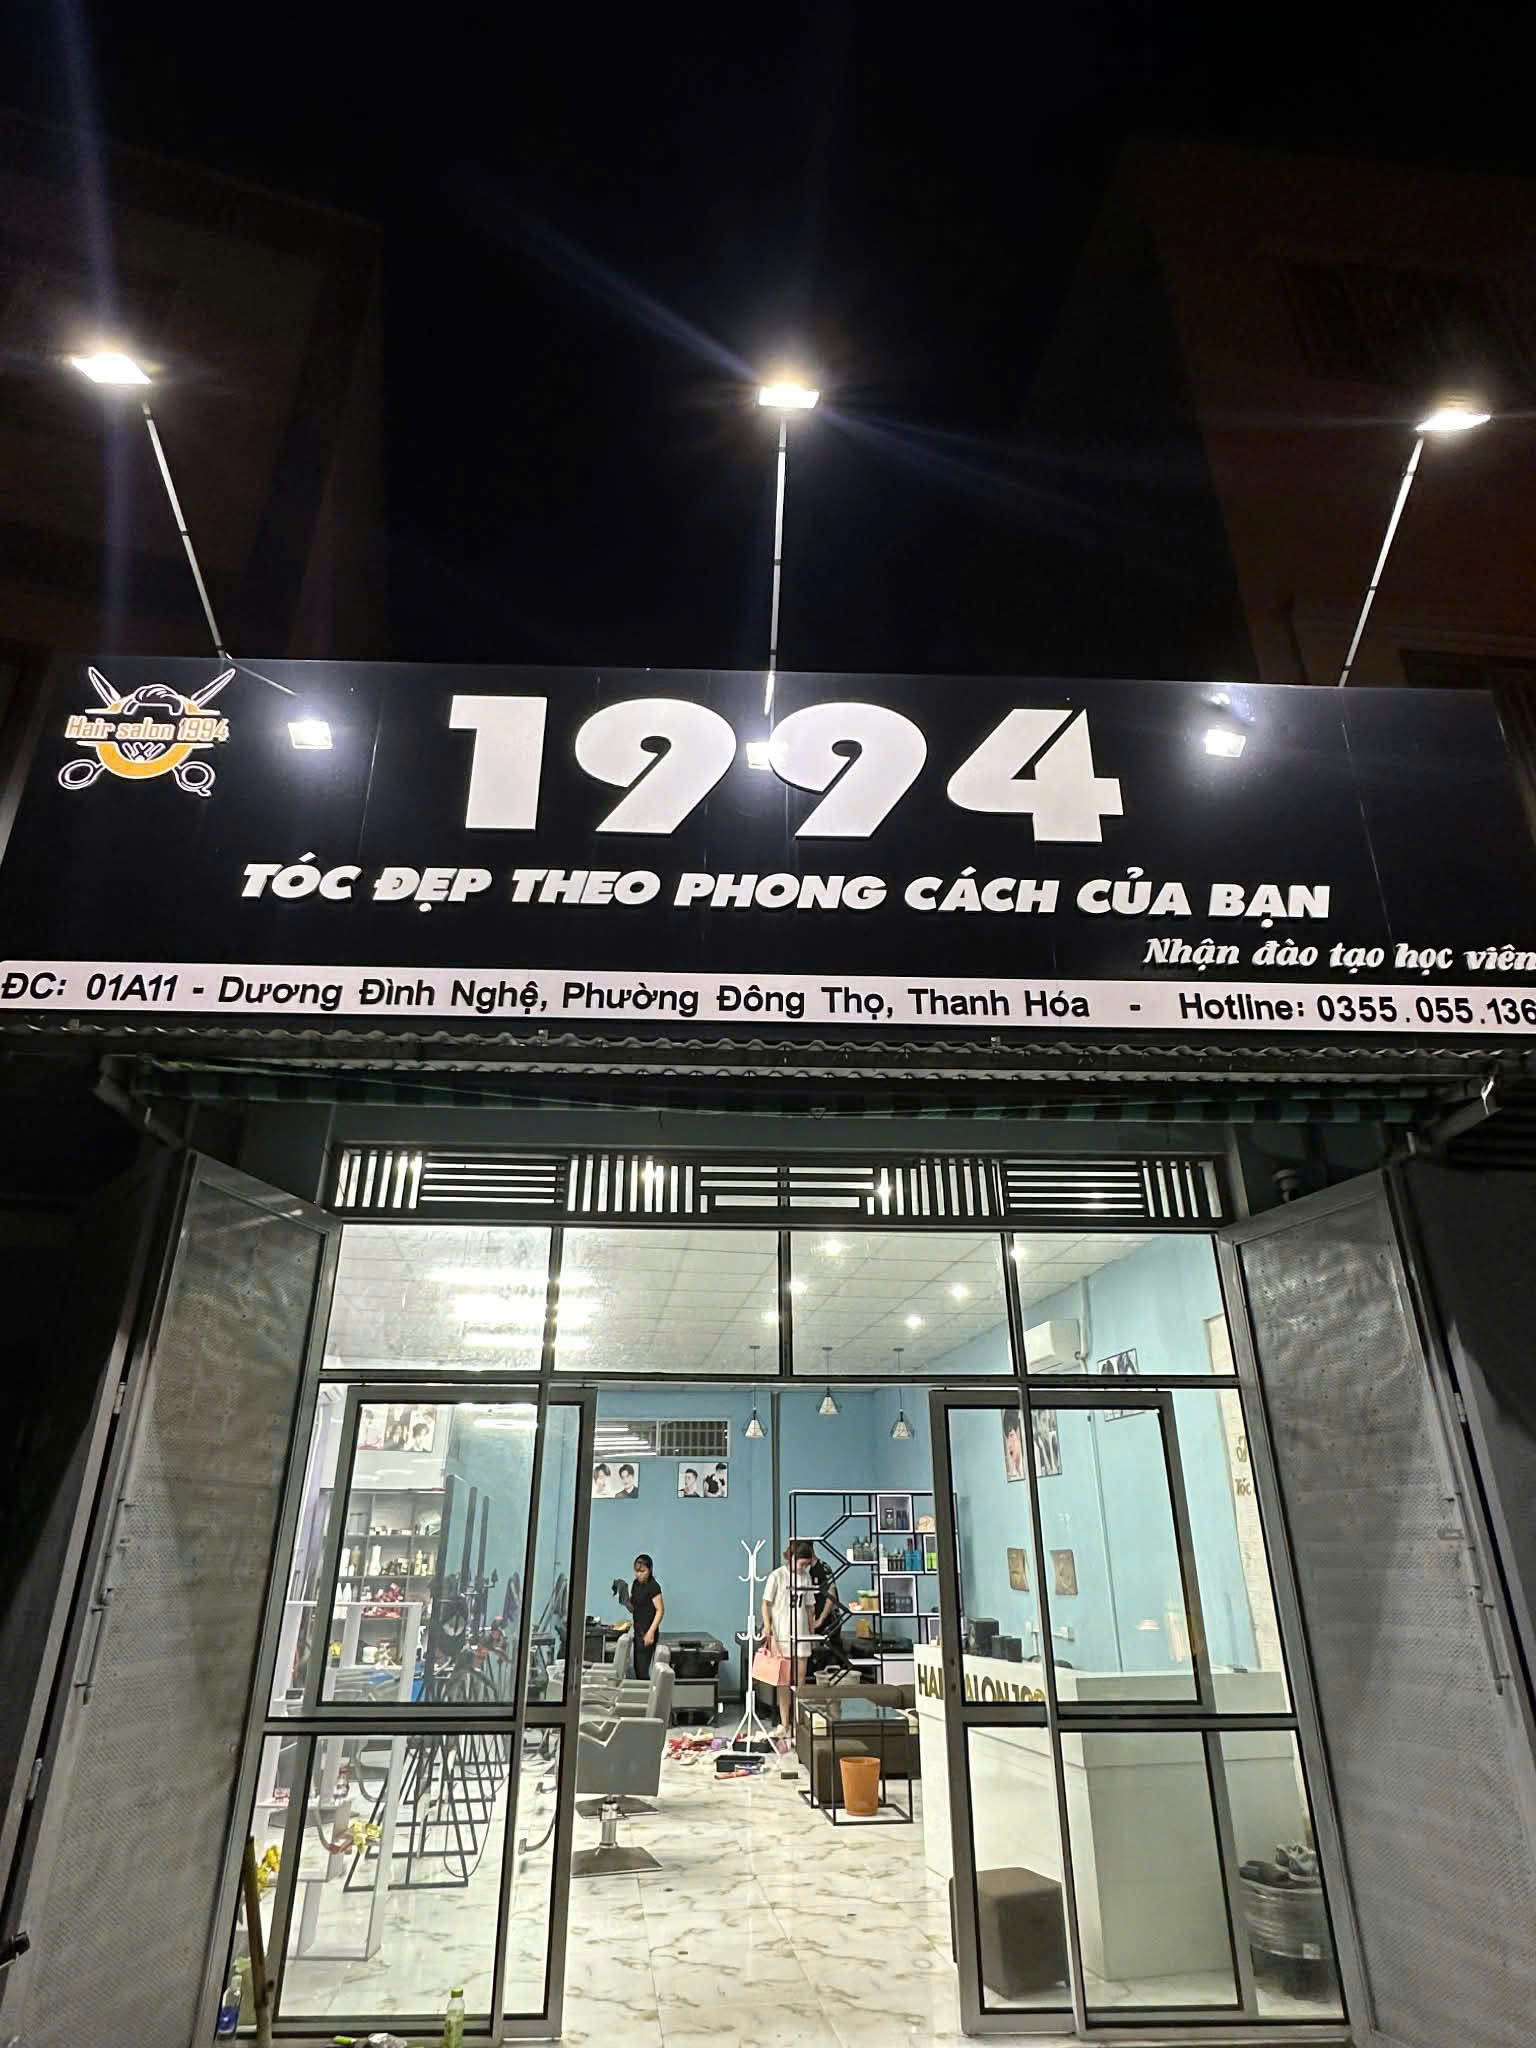 Hair salon 1994
1994
TÓC ĐẸP THEO PHONG CÁCH CỦA BẠN
Nhận đào tạo học viên
ĐC: 01A11 - Dương Đình Nghệ, Phường Đông Thọ, Thanh Hóa - Hotline: 0355.055.136
Tóc